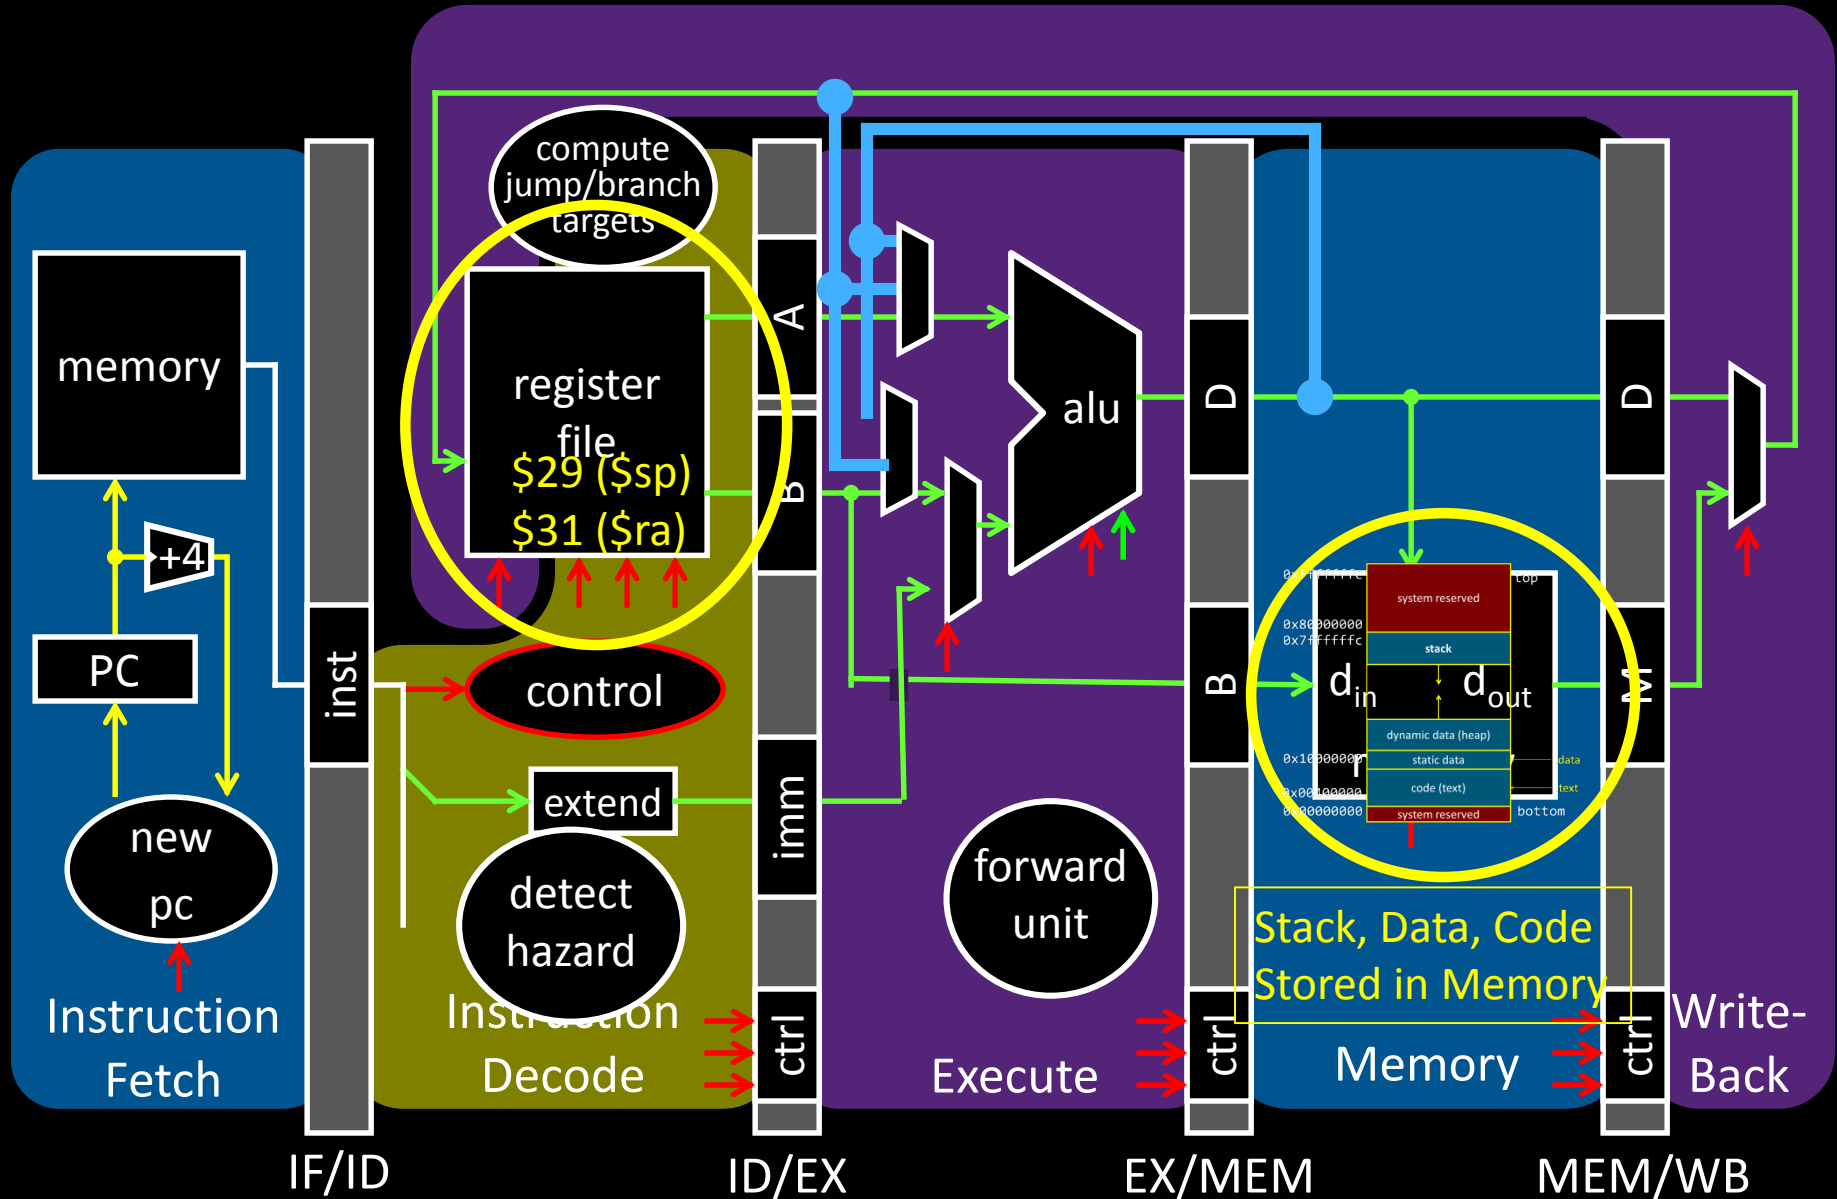 compute
jump/branch
targets
memory
+4
PC
new
pc
Instruction
Fetch
inst
register
file
$29 ($sp)
$31 ($ra)
control
extend
detect
hazard
Instruction
Decode
A
B
imm
ctrl
alu
forward
unit
Execute
D
B
ctrl
0xfffffffc
top
system reserved
0x80000000
0x7ffffffc
stack
din
dout
dynamic data (heap)
0x10000000
static data
data
code (text)
text
0x00400000
0x00000000
system reserved
bottom
Stack, Data, Code
Stored in Memory
Memory
D
M
ctrl
Write-
Back
IF/ID
ID/EX
EX/MEM
MEM/WB